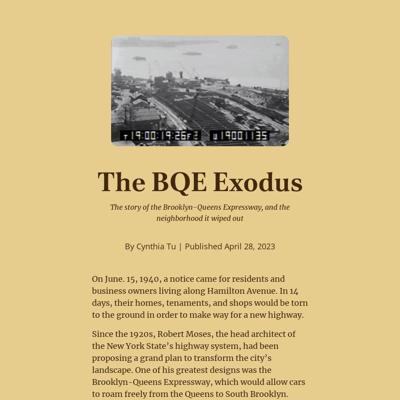 T19:00:19:26F2 U19001135
The BQE Exodus
The story of the Brooklyn-Queens Expressway, and the
neighborhood it wiped out
By Cynthia Tu | Published April 28, 2023
On June. 15, 1940, a notice came for residents and
business owners living along Hamilton Avenue. In 14
days, their homes, tenaments, and shops would be torn
to the ground in order to make way for a new highway.
Since the 1920s, Robert Moses, the head architect of
the New York State's highway system, had been
proposing a grand plan to transform the city's
landscape. One of his greatest designs was the
Brooklyn-Queens Expressway, which would allow cars
to roam freely from the Queens to South Brooklyn.